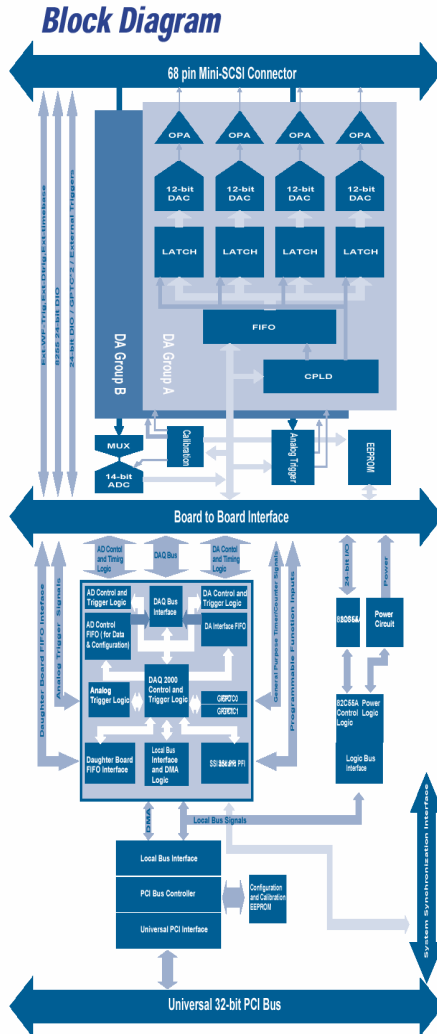 Block Diagram
68 pin Mini-SCSI Connector
OPA
OPA
OPA
OPA
12-bit
DAC
12-bit
DAC
12-bit
DAC
12-bit
DAC
LATCH
LATCH
LATCH
LATCH
FIFO
CPLD
DA Group B
DA Group A
Ext-WF-Trig,Ext-Dtrig,Ext-timebase
8255 24-bit DIO
24-bit DIO / GPTC*2 / External Triggers
MUX
14-bit
ADC
Calibration
Analog
Trigger
EEPROM
Board to Board Interface
AD Contol
and Timing
Logic
DAQ Bus
DA Contol
and Timing
Logic
24-bit I/O
Power
Daughter Board FIFO Inteface
Analog Trigger Signals
General Purpose Timer/Counter Signals
Programmable Function Inputs
AD Control and
Trigger Logic
DAQ Bus
Interface
DA Control and
Trigger Logic
AD Control
FIFO ( for Data
& Configuration)
DA Interface FIFO
DAQ 2000
Control and
Trigger Logic
Analog
Trigger Logic
Daughter Board
FIFO Interface
Local Bus
Interface
and DMA
Logic
PFI
Power
Circuit
82C55A
Control
Logic
Power
Logic
Logic Bus
Interface
DMA
Local Bus Signals
Local Bus Interface
PCI Bus Controller
Universal PCI Interface
Configuration
and Calibration
EEPROM
System Synchronization Interface
Universal 32-bit PCI Bus